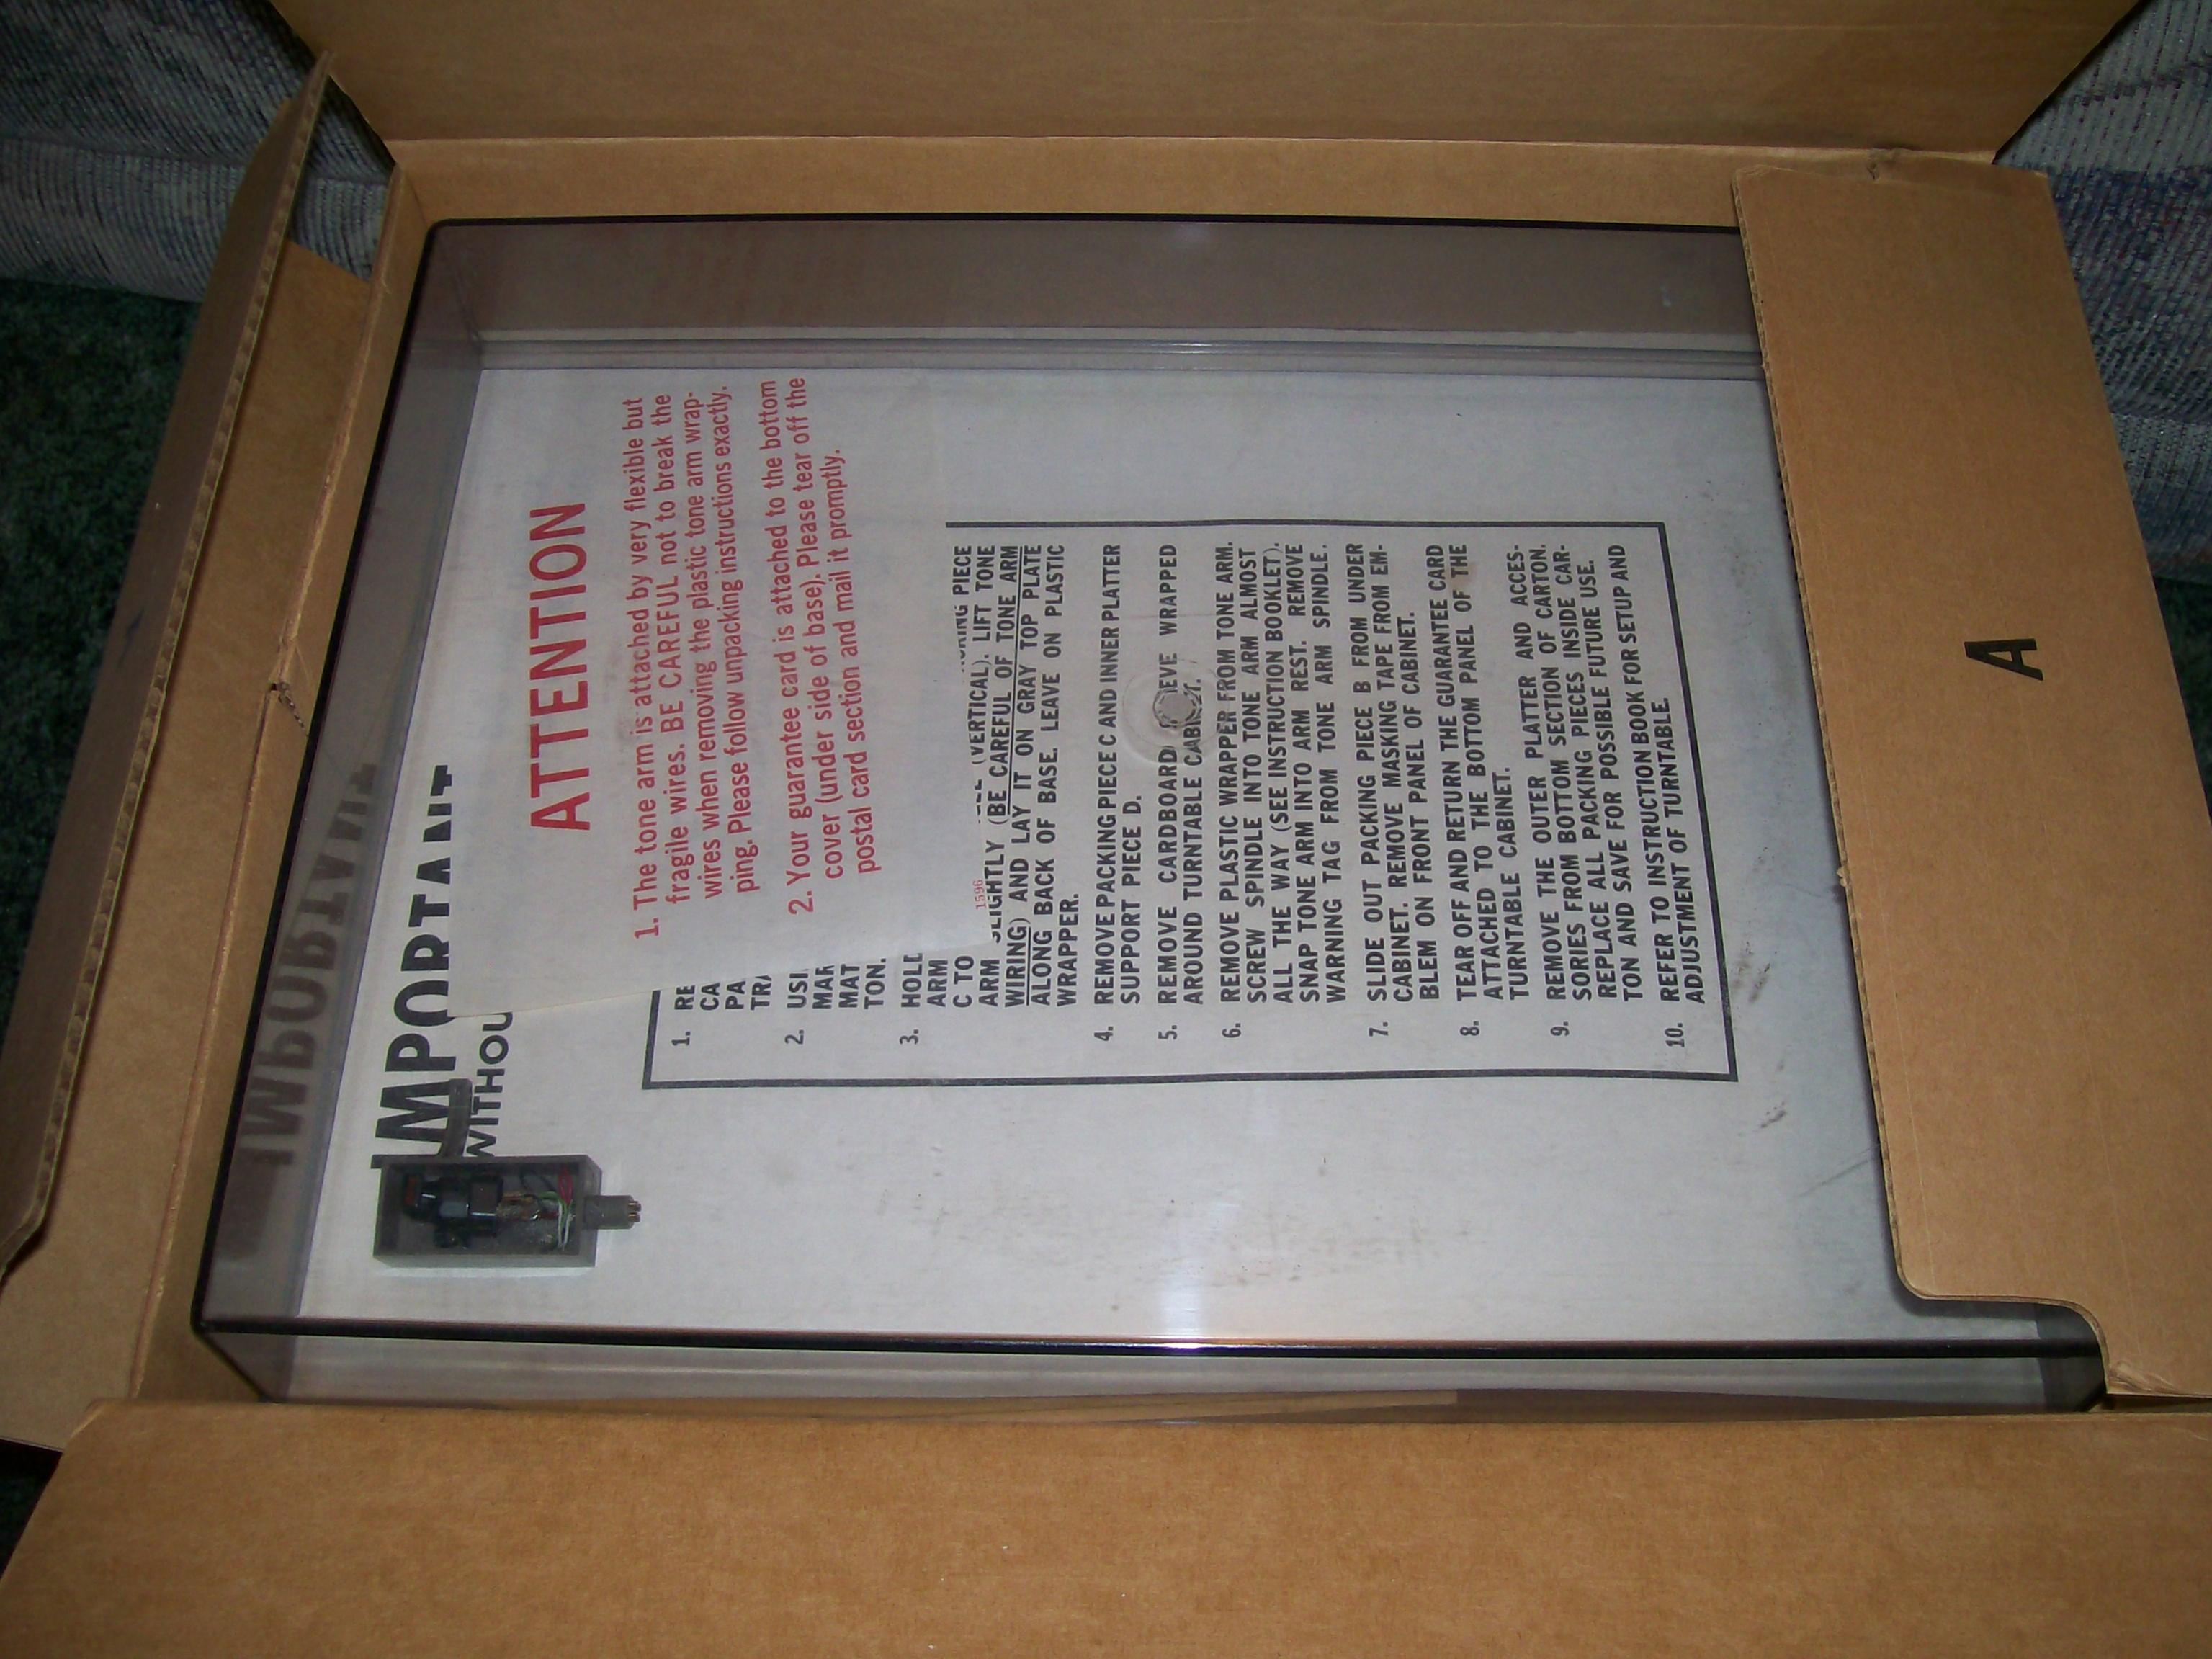 IMPORTANT
WITHOU
ATTENTION
1. The tone arm is attached by very flexible but
fragile wires. BE CAREFUL not to break the
wires when removing the plastic tone arm wrap-
ping. Please follow unpacking instructions exactly.
2. Your guarantee card is attached to the bottom
cover (under side of base). Please tear off the
postal card section and mail it promptly.
1596
1. RE
CA
PA
TRA
2. USI
MAR
MAT
TON.
3. HOLD
ARM
C TO PIECE
ARM SLIGHTLY (VERTICAL). LIFT TONE
WIRING) (BE CAREFUL OF TONE ARM
AND LAY IT ON GRAY TOP PLATE
ALONG BACK OF BASE. LEAVE ON PLASTIC
WRAPPER.
4. REMOVE PACKING PIECE C AND INNER PLATTER
SUPPORT PIECE D.
5. REMOVE CARDBOARD SLEEVE WRAPPED
AROUND TURNTABLE CABINET.
6. REMOVE PLASTIC WRAPPER FROM TONE ARM.
SCREW SPINDLE INTO TONE ARM ALMOST
ALL THE WAY (SEE INSTRUCTION BOOKLET).
SNAP TONE ARM INTO ARM REST. REMOVE
WARNING TAG FROM TONE ARM SPINDLE.
7. SLIDE OUT PACKING PIECE B FROM UNDER
CABINET. REMOVE MASKING TAPE FROM EM-
BLEM ON FRONT PANEL OF CABINET.
8. TEAR OFF AND RETURN THE GUARANTEE CARD
ATTACHED TO THE BOTTOM PANEL OF THE
TURNTABLE CABINET.
9. REMOVE THE OUTER PLATTER AND ACCES-
SORIES FROM BOTTOM SECTION OF CARTON.
REPLACE ALL PACKING PIECES INSIDE CAR-
TON AND SAVE FOR POSSIBLE FUTURE USE.
10. REFER TO INSTRUCTION BOOK FOR SETUP AND
ADJUSTMENT OF TURNTABLE.
A